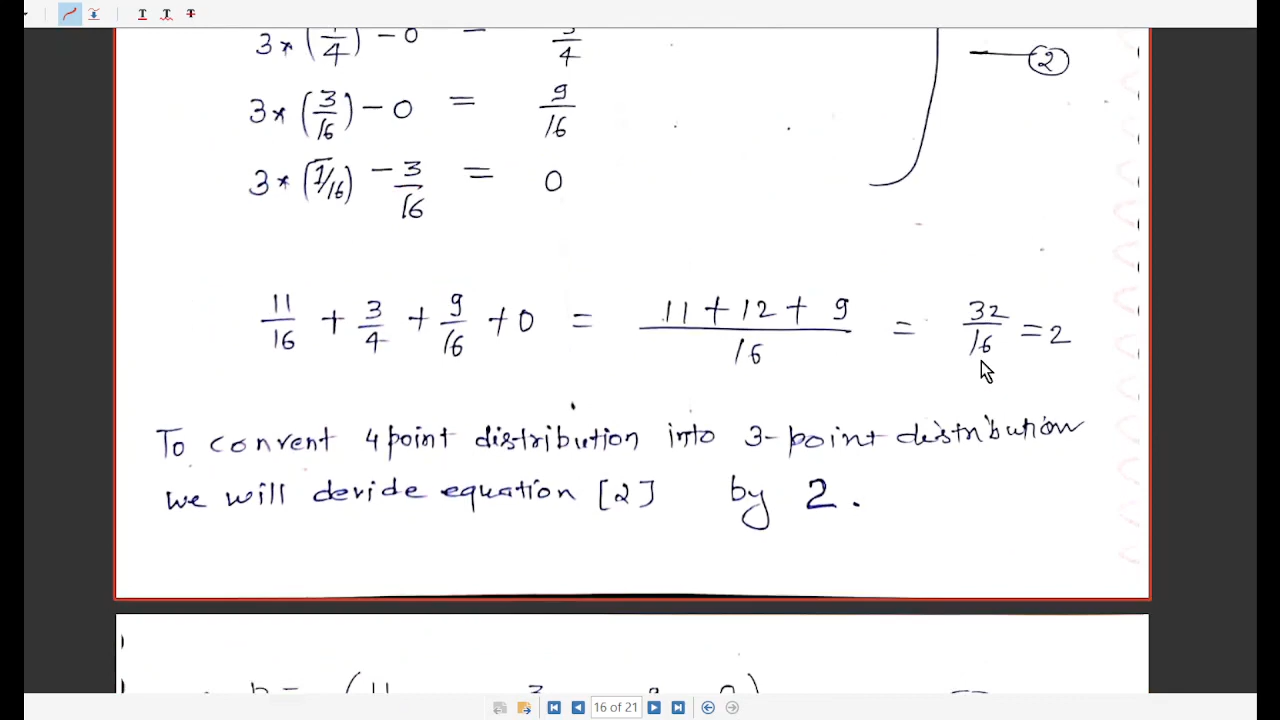 3 * (1/4) - 0 = 3/4
3 * (3/16) - 0 = 9/16
3 * (1/16) - 3/16 = 0
2
11/16 + 3/4 + 9/16 + 0 = (11 + 12 + 9)/16 = 32/16 = 2
To convent 4 point distribution into 3-point distribution
we will devide equation [2] by 2.
16 of 21